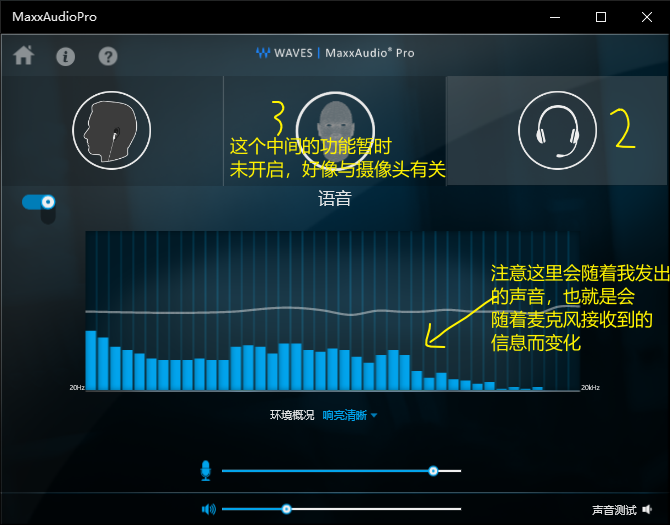 MaxxAudioPro
WAVES | MaxxAudio® Pro
3
2
这个中间的功能暂时
未开启，好像与摄像头有关
语音
注意这里会随着我发出
的声音，也就是会
随着麦克风接收到的
信息而变化
20Hz
20kHz
环境概况 响亮清晰
声音测试